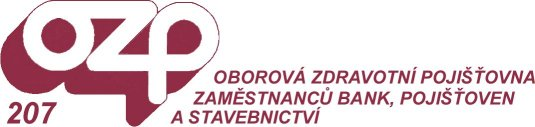 OZP
207
OBOROVÁ ZDRAVOTNÍ POJIŠŤOVNA
ZAMĚSTNANCŮ BANK, POJIŠŤOVEN
A STAVEBNICTVÍ